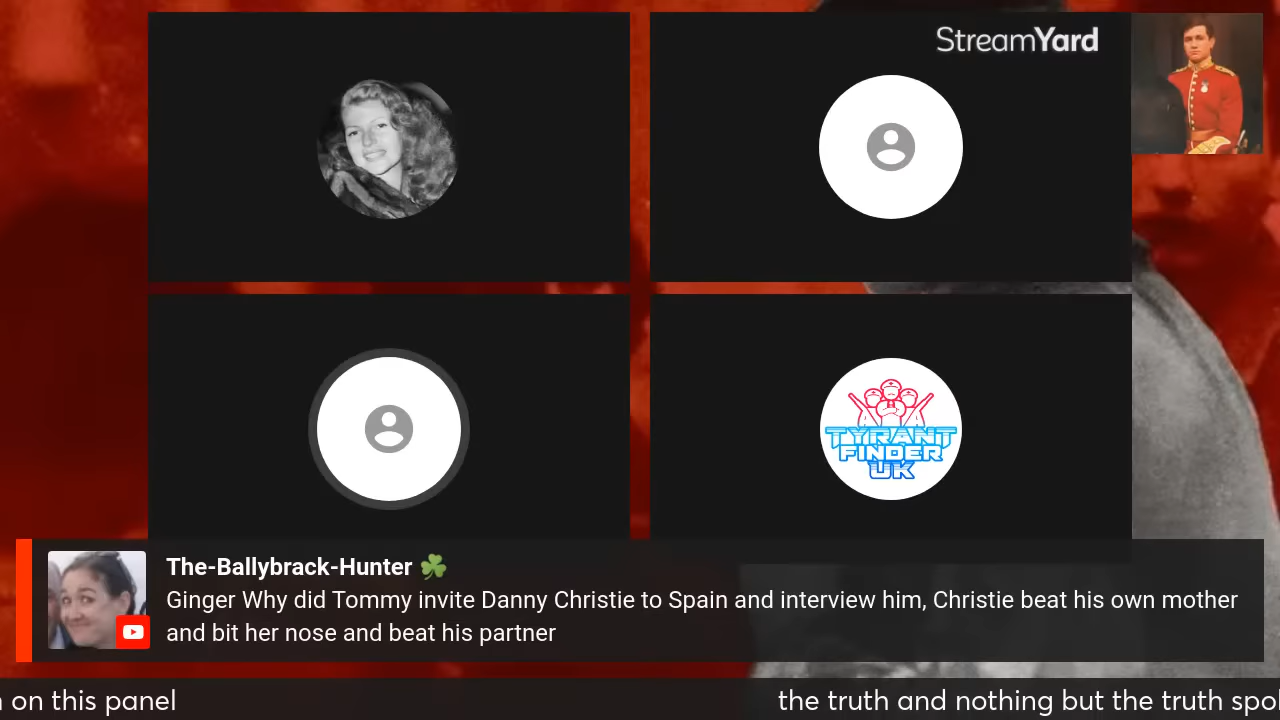 StreamYard
TYRANT
FINDER
UK
The-Ballybrack-Hunter ☘️
Ginger Why did Tommy invite Danny Christie to Spain and interview him, Christie beat his own mother
and bit her nose and beat his partner
on this panel
the truth and nothing but the truth